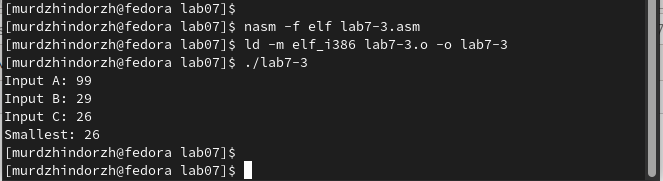 [murdzhindorzh@fedora lab07]$
[murdzhindorzh@fedora lab07]$ nasm -f elf lab7-3.asm
[murdzhindorzh@fedora lab07]$ ld -m elf_i386 lab7-3.o -o lab7-3
[murdzhindorzh@fedora lab07]$ ./lab7-3
Input A: 99
Input B: 29
Input C: 26
Smallest: 26
[murdzhindorzh@fedora lab07]$
[murdzhindorzh@fedora lab07]$